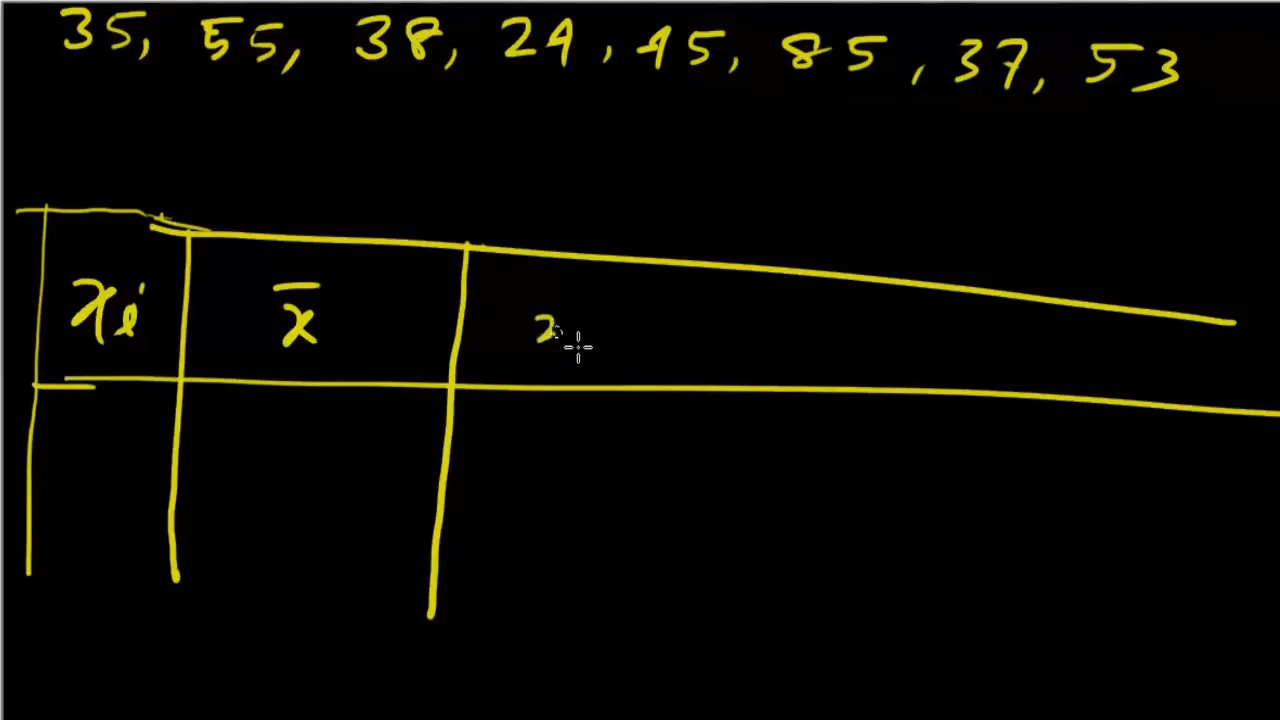 35, 55, 38, 24, 45, 85, 37, 53
xi x̄ x